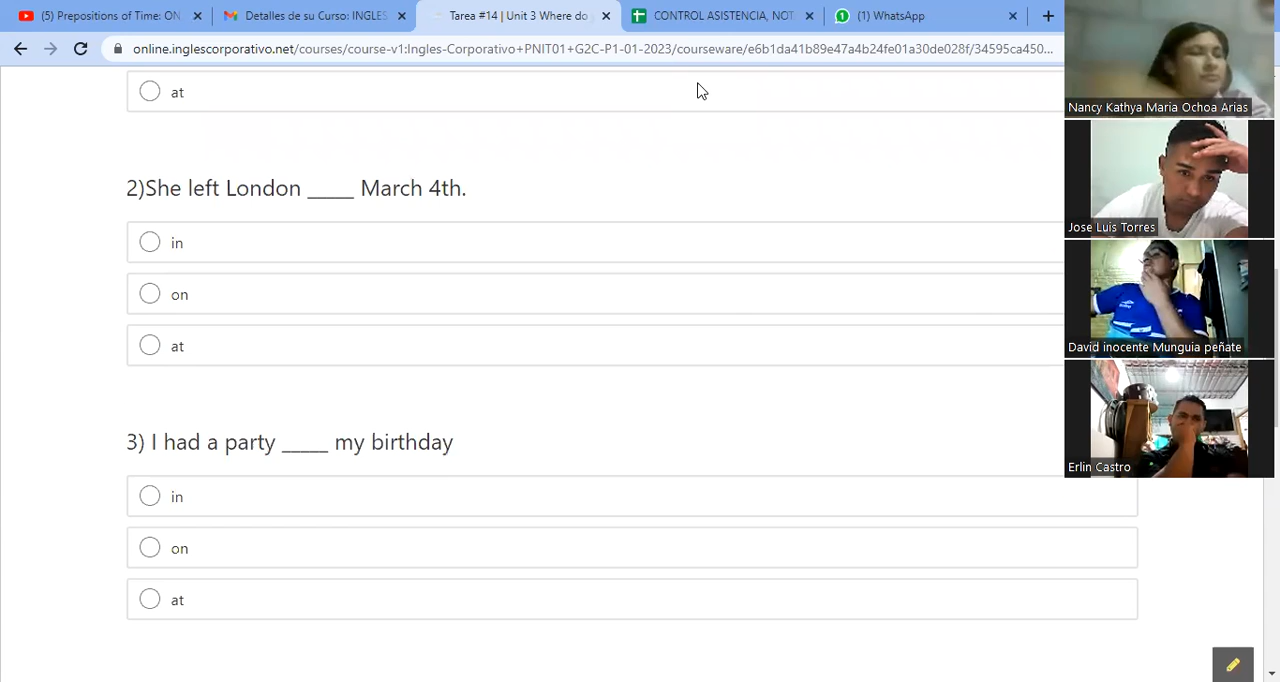 (5) Prepositions of Time: ON
Detalles de su Curso: INGLES
Tarea #14 | Unit 3 Where do
CONTROL ASISTENCIA, NOT
(1) WhatsApp
online.inglescorporativo.net/courses/course-v1:Ingles-Corporativo+PNIT01+G2C-P1-01-2023/courseware/e6b1da41b89e47a4b24fe01a30de028f/34595ca450...
at
2)She left London _____ March 4th.
in
on
at
3) I had a party _____ my birthday
in
on
at
Nancy Kathya Maria Ochoa Arias
Jose Luis Torres
David inocente Munguia peñate
Erlin Castro